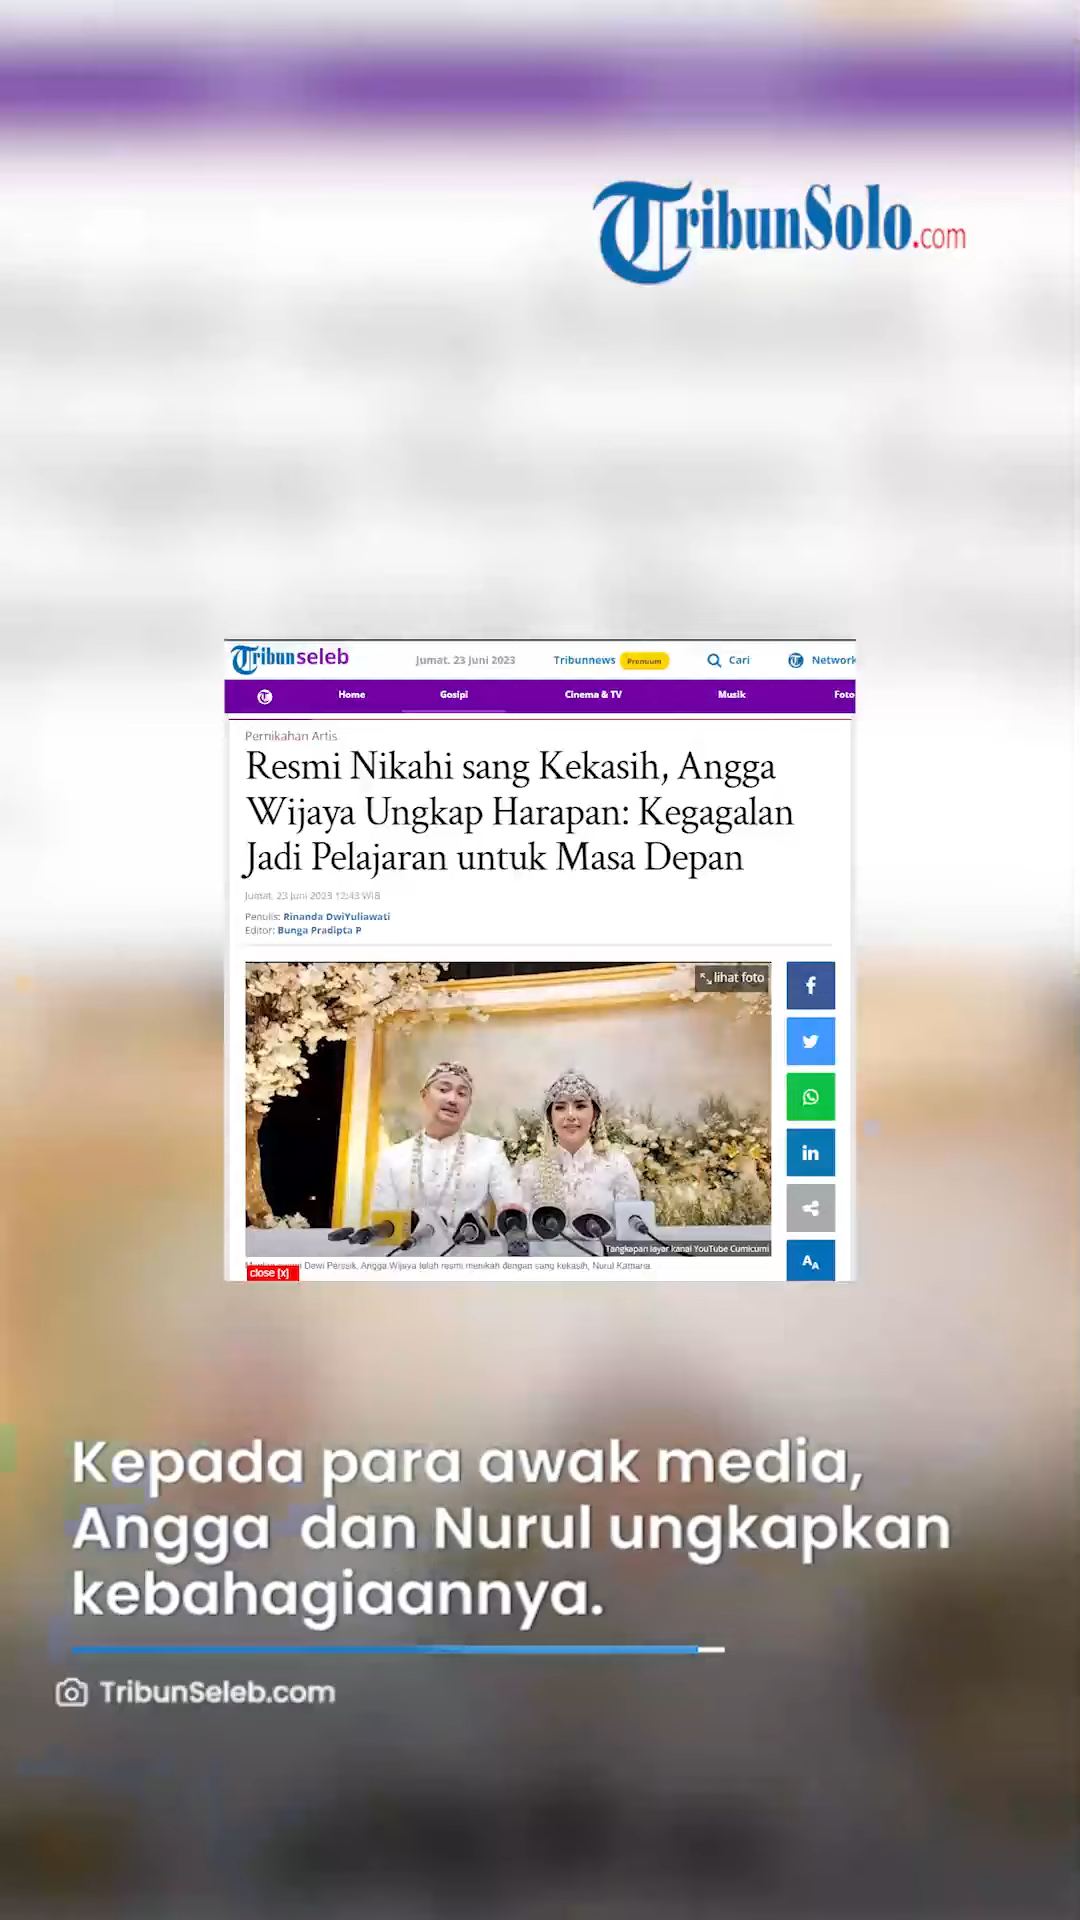 TribunSolo.com
Tribunseleb
Jumat, 23 Juni 2023
Tribunnews Premium
Cari
Network
Home
Gosipi
Cinema & TV
Musik
Foto
Pernikahan Artis
Resmi Nikahi sang Kekasih, Angga
Wijaya Ungkap Harapan: Kegagalan
Jadi Pelajaran untuk Masa Depan
Jumat, 23 Juni 2023 12:43 WIB
Penulis: Rinanda DwiYuliawati
Editor: Bunga Pradipta P
lihat foto
Tangkapan layar kanal YouTube Cumicumi
Dewi Perssik, Angga Wijaya telah resmi menikah dengan sang kekasih, Nurul Kamaria.
close [x]
Kepada para awak media,
Angga dan Nurul ungkapkan
kebahagiaannya.
TribunSeleb.com